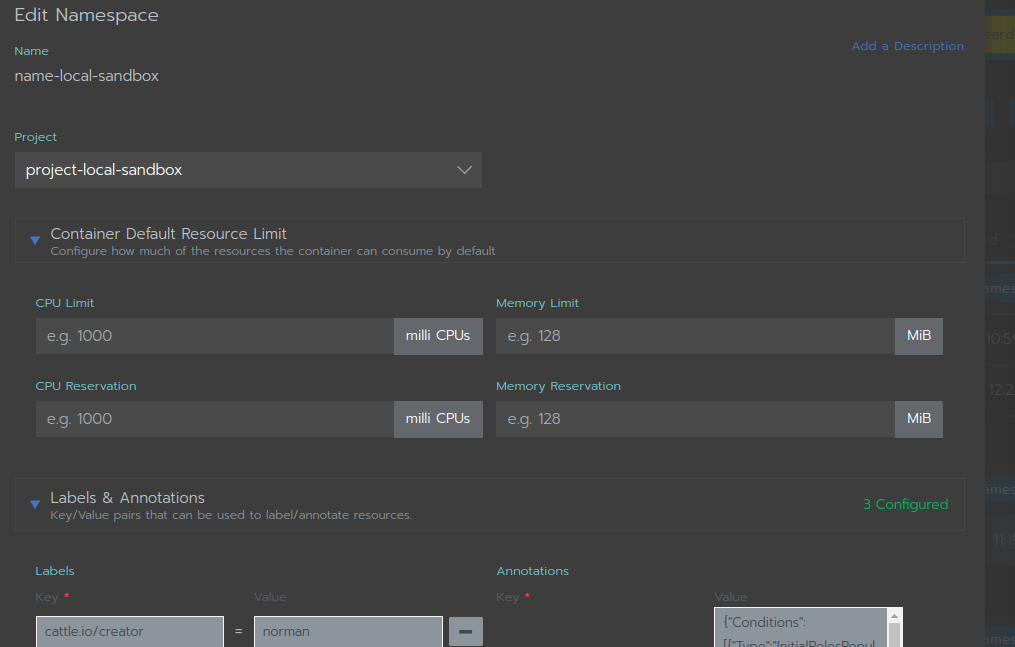 Edit Namespace
Name
Add a Description
name-local-sandbox
Project
project-local-sandbox
Container Default Resource Limit
Configure how much of the resources the container can consume by default
CPU Limit
Memory Limit
e.g. 1000 milli CPUs
e.g. 128 MiB
CPU Reservation
Memory Reservation
e.g. 1000 milli CPUs
e.g. 128 MiB
Labels & Annotations
Key/Value pairs that can be used to label/annotate resources.
3 Configured
Labels
Annotations
Key * Value
Key * Value
cattle.io/creator = norman
{"Conditions":
[{"Type":"InitialRolesPopul